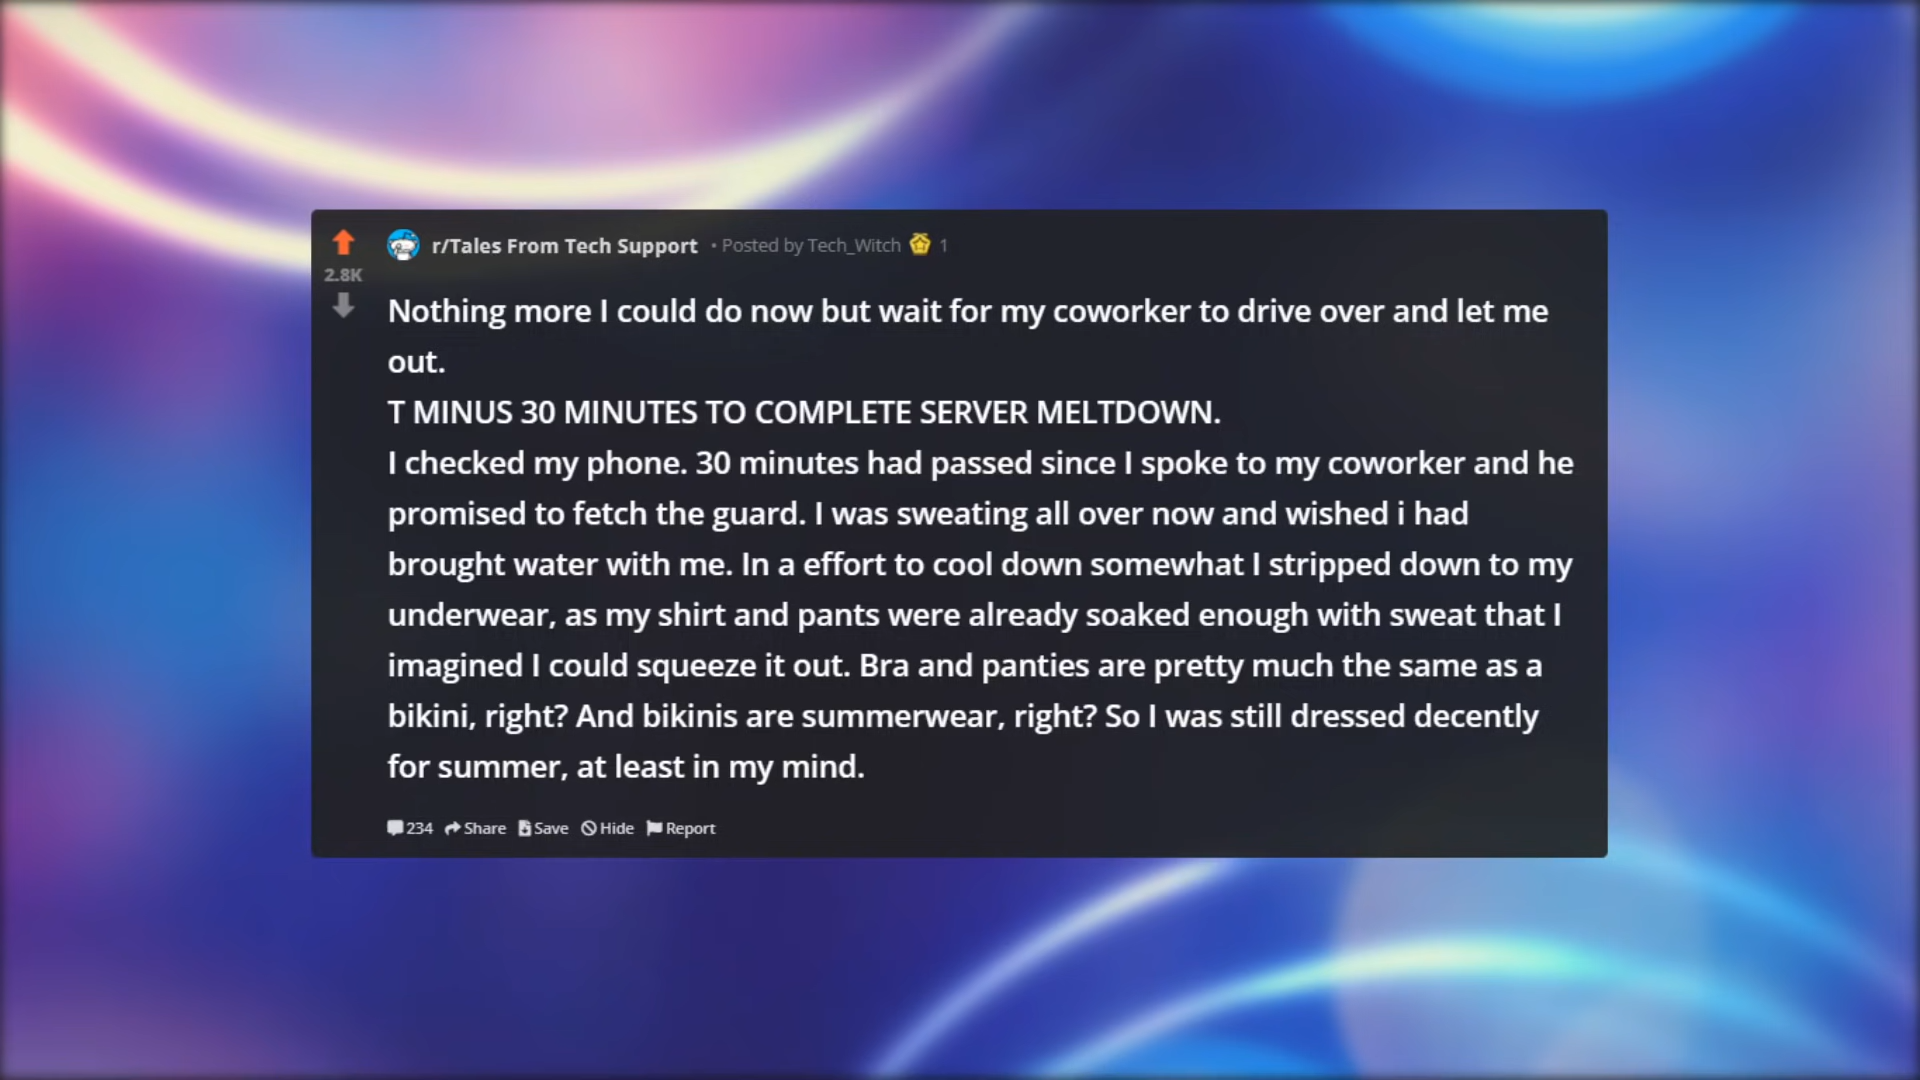 r/Tales From Tech Support • Posted by Tech_Witch 1
2.8K
Nothing more I could do now but wait for my coworker to drive over and let me
out.
T MINUS 30 MINUTES TO COMPLETE SERVER MELTDOWN.
I checked my phone. 30 minutes had passed since I spoke to my coworker and he
promised to fetch the guard. I was sweating all over now and wished i had
brought water with me. In a effort to cool down somewhat I stripped down to my
underwear, as my shirt and pants were already soaked enough with sweat that I
imagined I could squeeze it out. Bra and panties are pretty much the same as a
bikini, right? And bikinis are summerwear, right? So I was still dressed decently
for summer, at least in my mind.
234 Share Save Hide Report